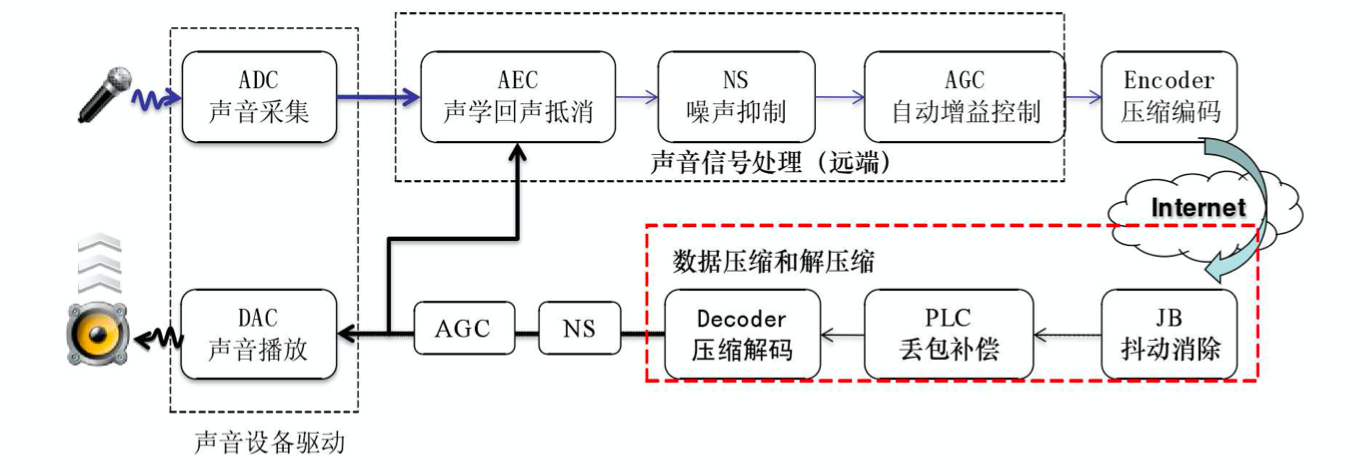 ADC
声音采集
AEC
声学回声抵消
NS
噪声抑制
AGC
自动增益控制
Encoder
压缩编码
声音信号处理（远端）
Internet
数据压缩和解压缩
DAC
声音播放
AGC
NS
Decoder
压缩解码
PLC
丢包补偿
JB
抖动消除
声音设备驱动